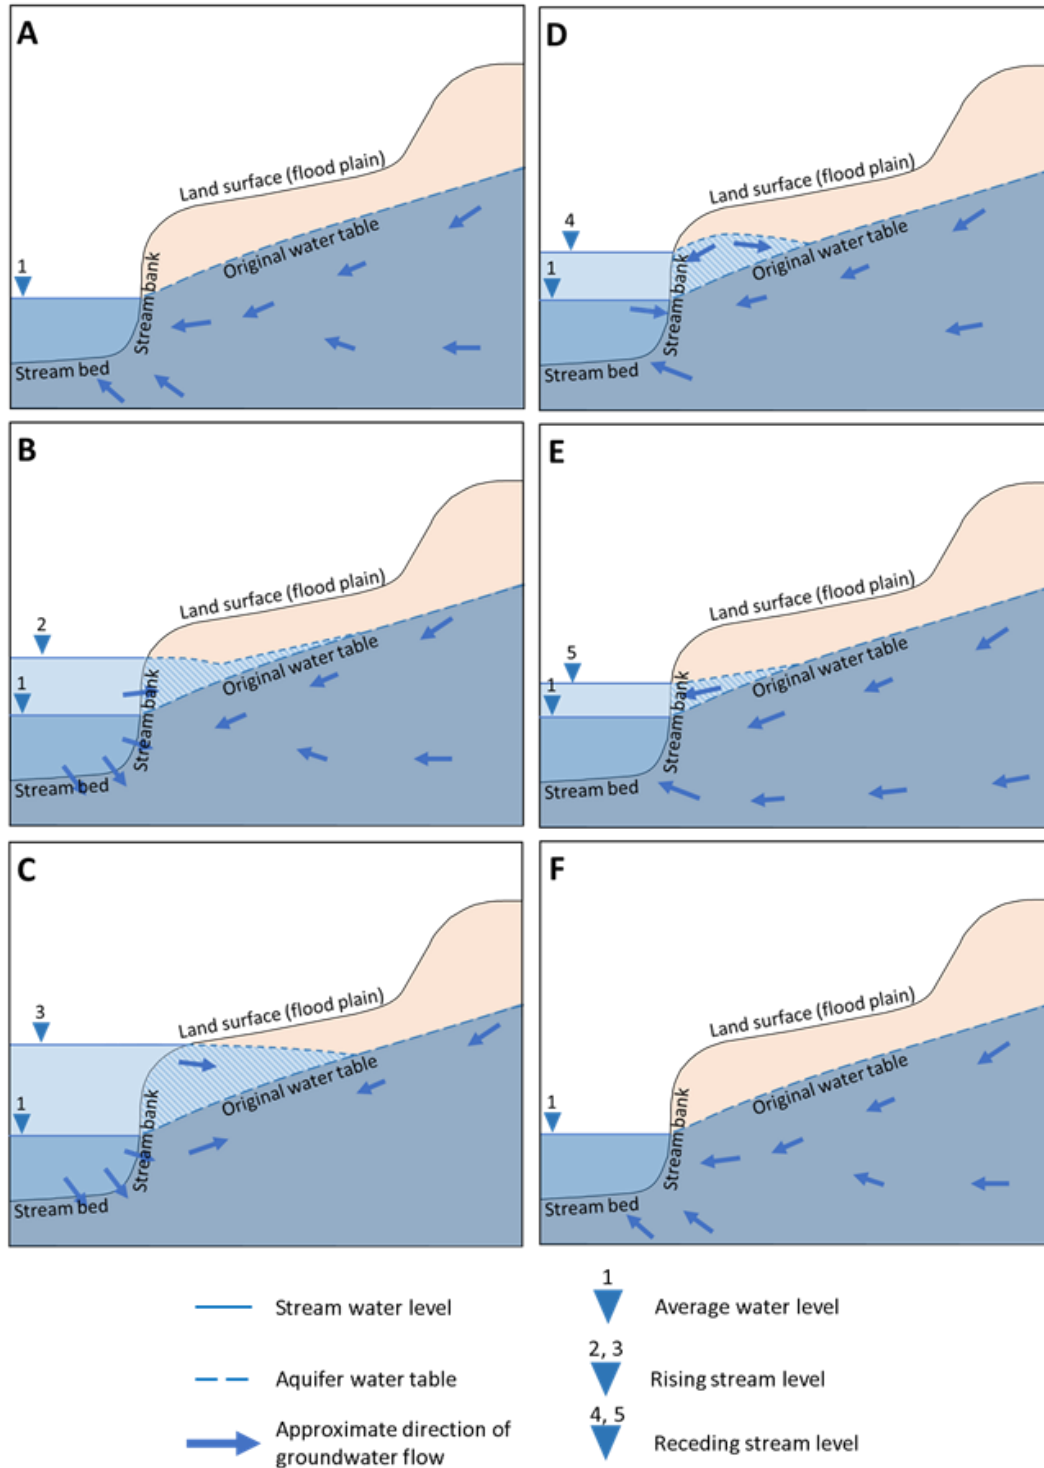 A
Land surface (flood plain)
Original water table
1
Stream bank
Stream bed
D
Land surface (flood plain)
4
Original water table
1
Stream bank
Stream bed
B
Land surface (flood plain)
2
Original water table
1
Stream bank
Stream bed
E
Land surface (flood plain)
5
Original water table
1
Stream bank
Stream bed
C
Land surface (flood plain)
3
Original water table
1
Stream bank
Stream bed
F
Land surface (flood plain)
Original water table
1
Stream bank
Stream bed
Stream water level
1
Average water level
Aquifer water table
2, 3
Rising stream level
Approximate direction of
groundwater flow
4, 5
Receding stream level